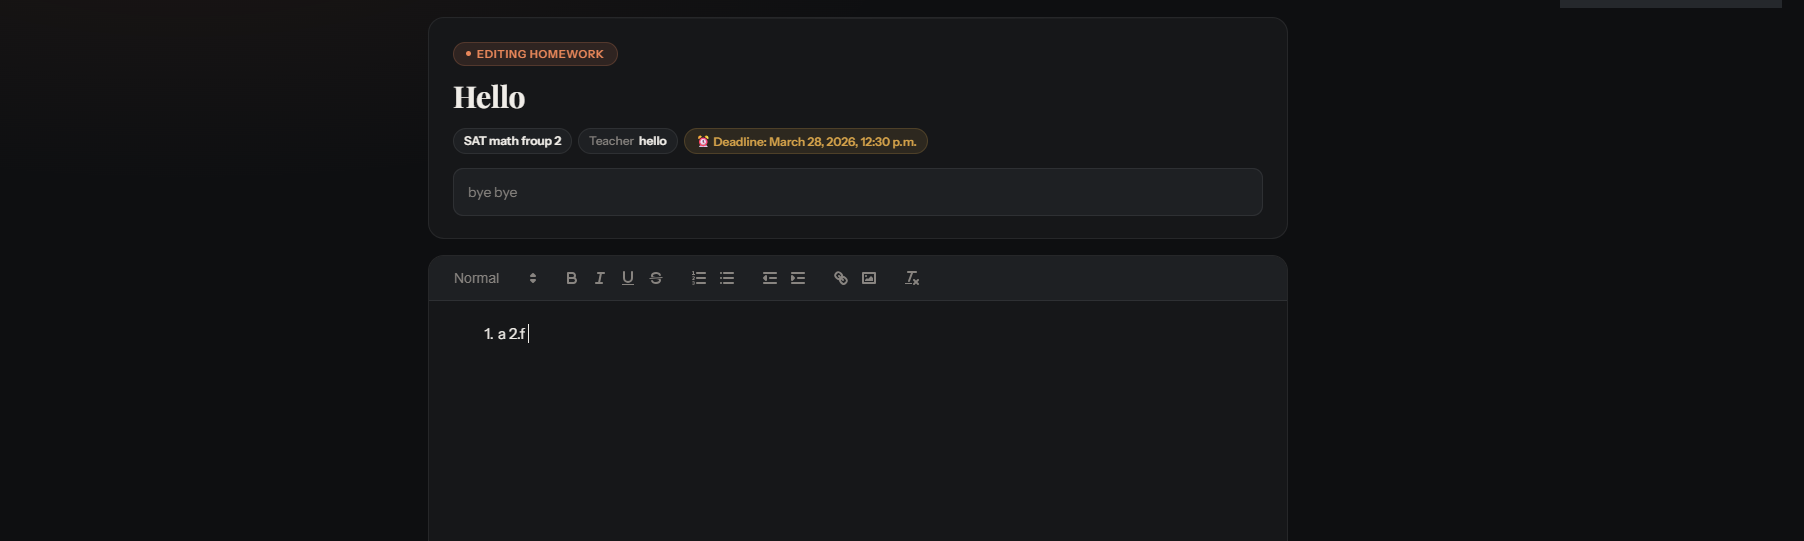 EDITING HOMEWORK
Hello
SAT math froup 2 Teacher hello Deadline: March 28, 2026, 12:30 p.m.
bye bye
Normal
1. a 2.f